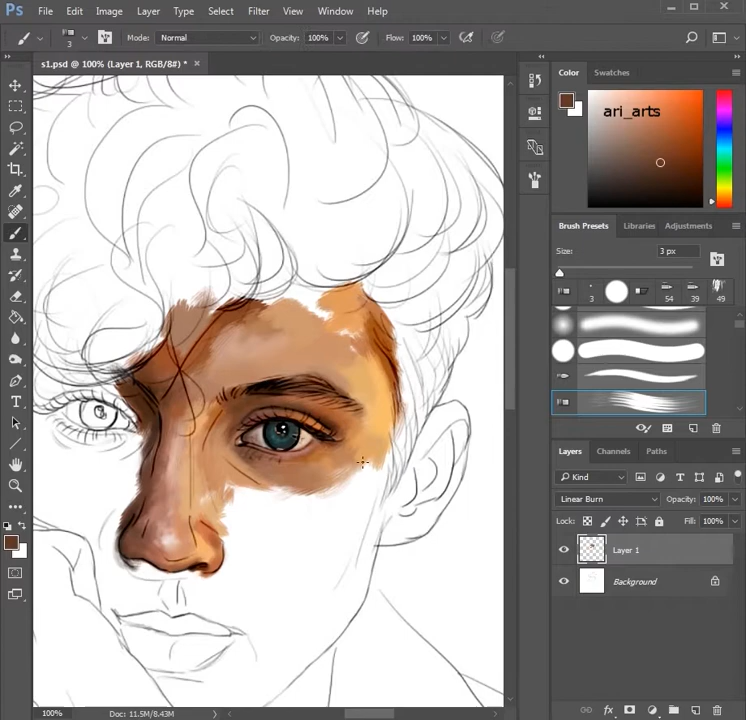 Ps File Edit Image Layer Type Select Filter View Window Help
3 Mode: Normal Opacity: 100% Flow: 100%
s1.psd @ 100% (Layer 1, RGB/8#) * ×
Color Swatches
ari_arts
Brush Presets Libraries Adjustments
Size: 3 px
3 54 39 49
Layers Channels Paths
Kind
Linear Burn Opacity: 100%
Lock: Fill: 100%
Layer 1
Background
100% Doc: 11.5M/8.43M
fx